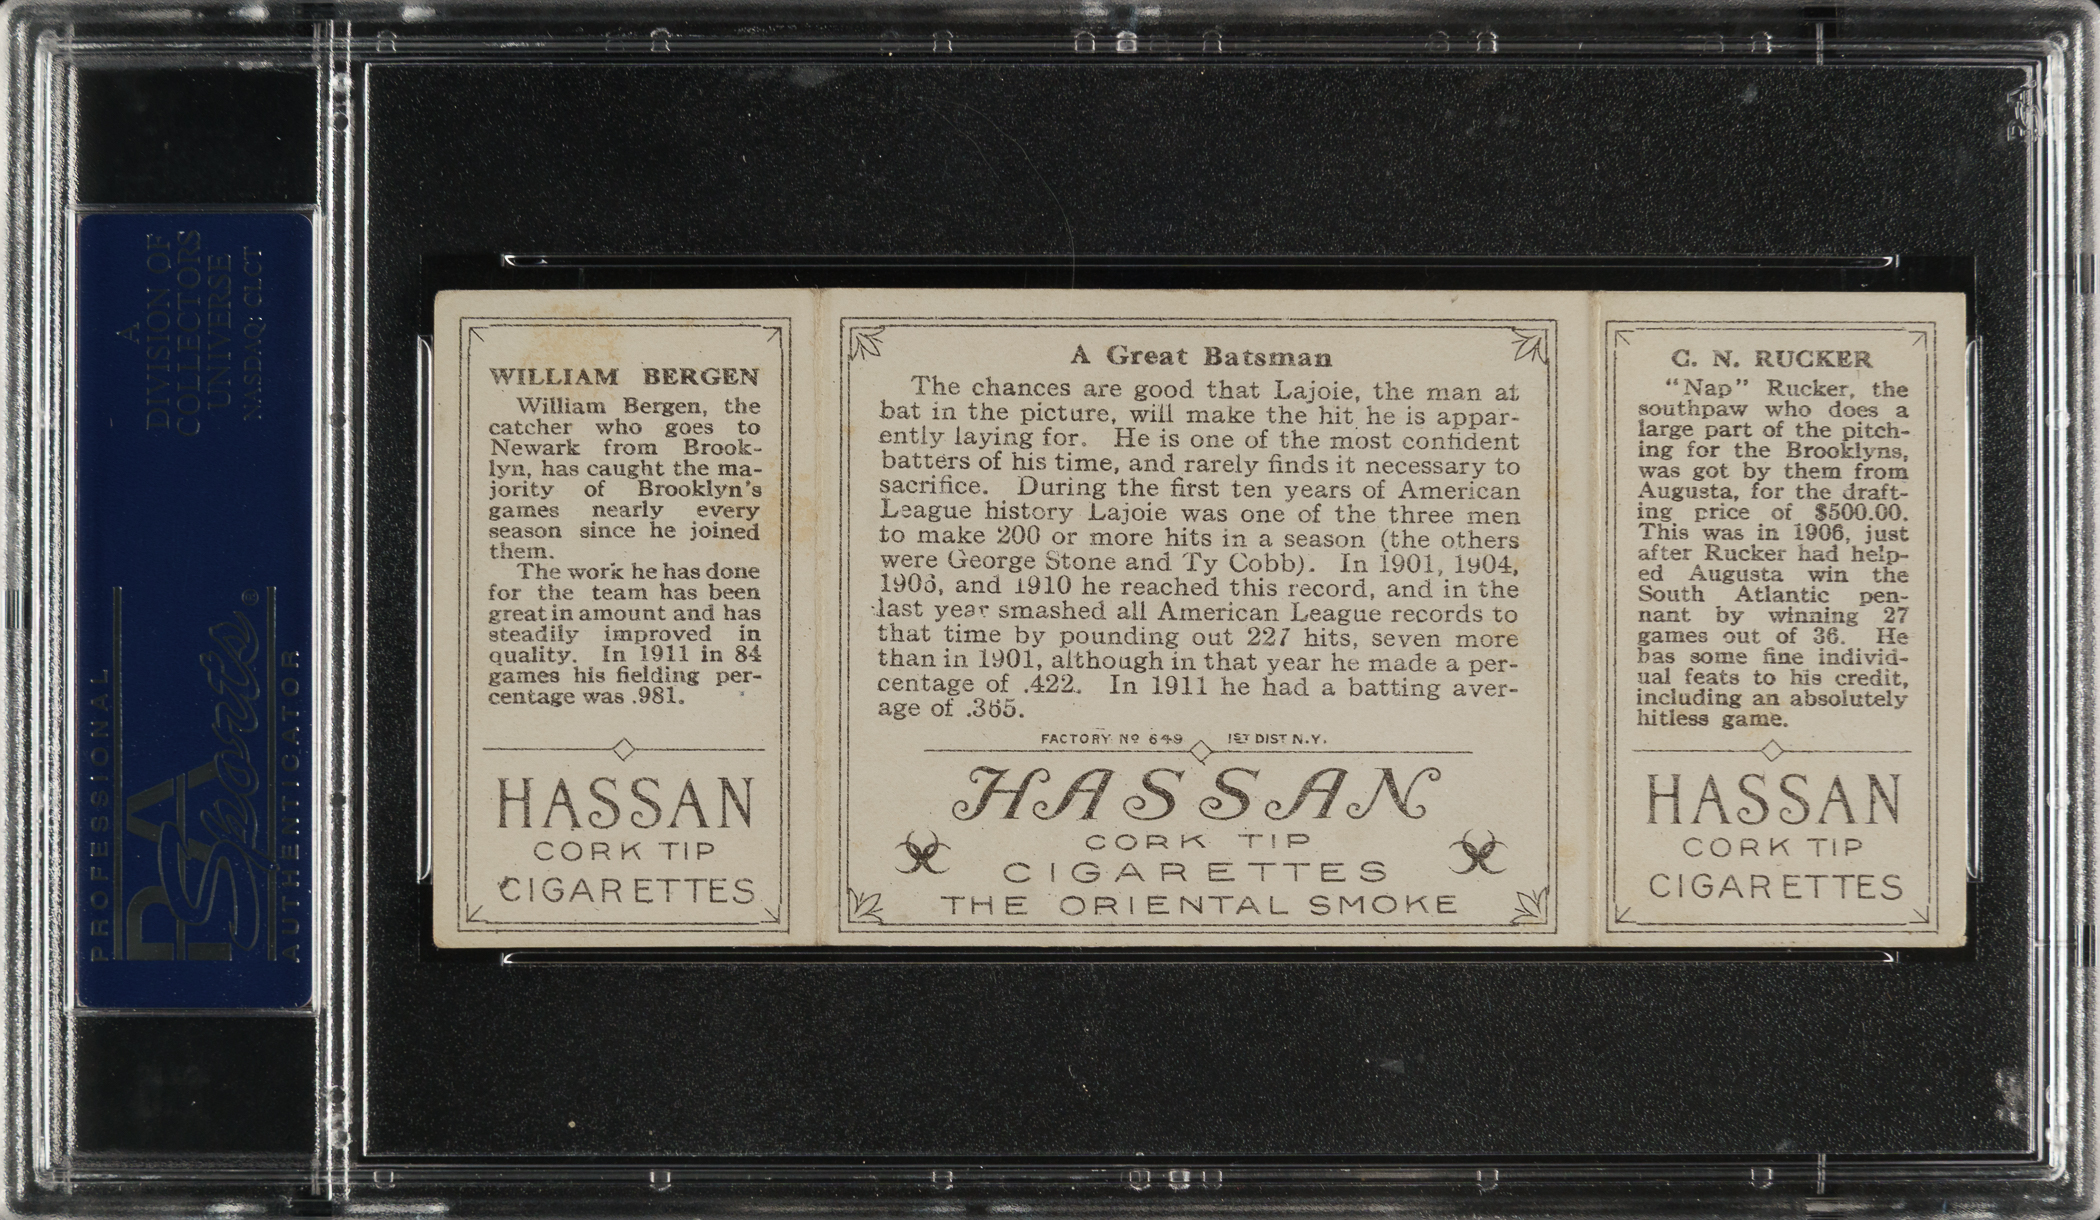 A
DIVISION OF
COLLECTORS
UNIVERSE
NASDAQ: CLCT
PROFESSIONAL
PSA
Sports®
AUTHENTICATOR
WILLIAM BERGEN
William Bergen, the
catcher who goes to
Newark from Brook-
lyn, has caught the ma-
jority of Brooklyn's
games nearly every
season since he joined
them.
The work he has done
for the team has been
great in amount and has
steadily improved in
quality. In 1911 in 84
games his fielding per-
centage was .981.
HASSAN
CORK TIP
CIGARETTES
A Great Batsman
The chances are good that Lajoie, the man at
bat in the picture, will make the hit he is appar-
ently laying for. He is one of the most confident
batters of his time, and rarely finds it necessary to
sacrifice. During the first ten years of American
League history Lajoie was one of the three men
to make 200 or more hits in a season (the others
were George Stone and Ty Cobb). In 1901, 1904,
1906, and 1910 he reached this record, and in the
last year smashed all American League records to
that time by pounding out 227 hits, seven more
than in 1901, although in that year he made a per-
centage of .422. In 1911 he had a batting aver-
age of .365.
FACTORY Nº 649 1ST DIST N.Y.
HASSAN
CORK TIP
CIGARETTES
THE ORIENTAL SMOKE
C. N. RUCKER
"Nap" Rucker, the
southpaw who does a
large part of the pitch-
ing for the Brooklyns,
was got by them from
Augusta, for the draft-
ing price of $500.00.
This was in 1906, just
after Rucker had help-
ed Augusta win the
South Atlantic pen-
nant by winning 27
games out of 36. He
has some fine individ-
ual feats to his credit,
including an absolutely
hitless game.
HASSAN
CORK TIP
CIGARETTES